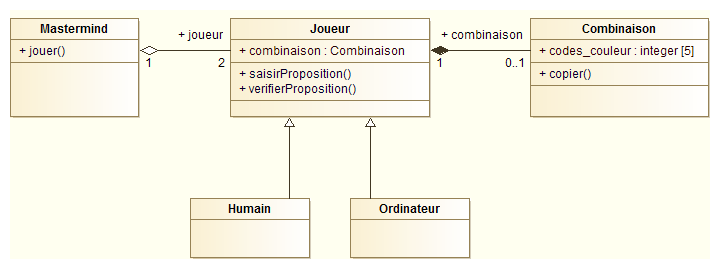 Mastermind
+ jouer()
+ joueur
1
2
Joueur
+ combinaison : Combinaison
+ saisirProposition()
+ verifierProposition()
+ combinaison
1
0..1
Combinaison
+ codes_couleur : integer [5]
+ copier()
Humain
Ordinateur